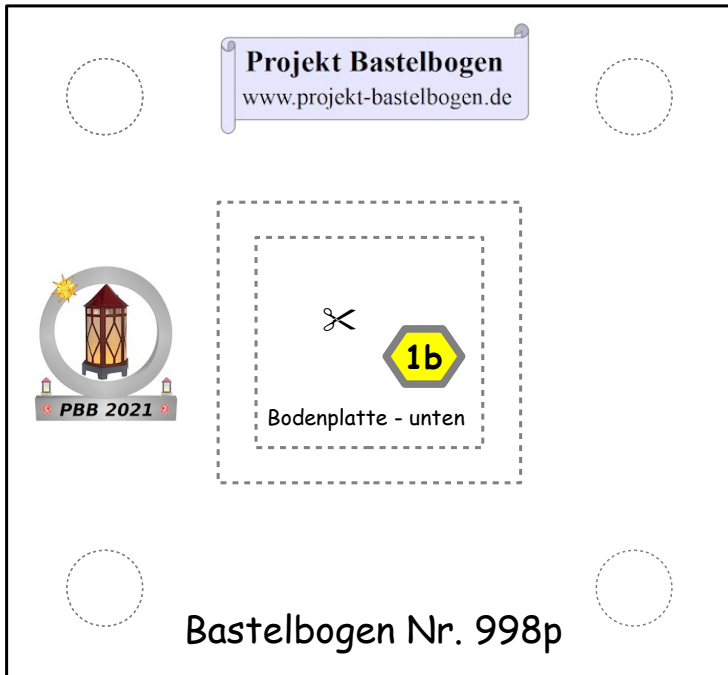 Projekt Bastelbogen
www.projekt-bastelbogen.de
1b
PBB 2021
Bodenplatte - unten
Bastelbogen Nr. 998p